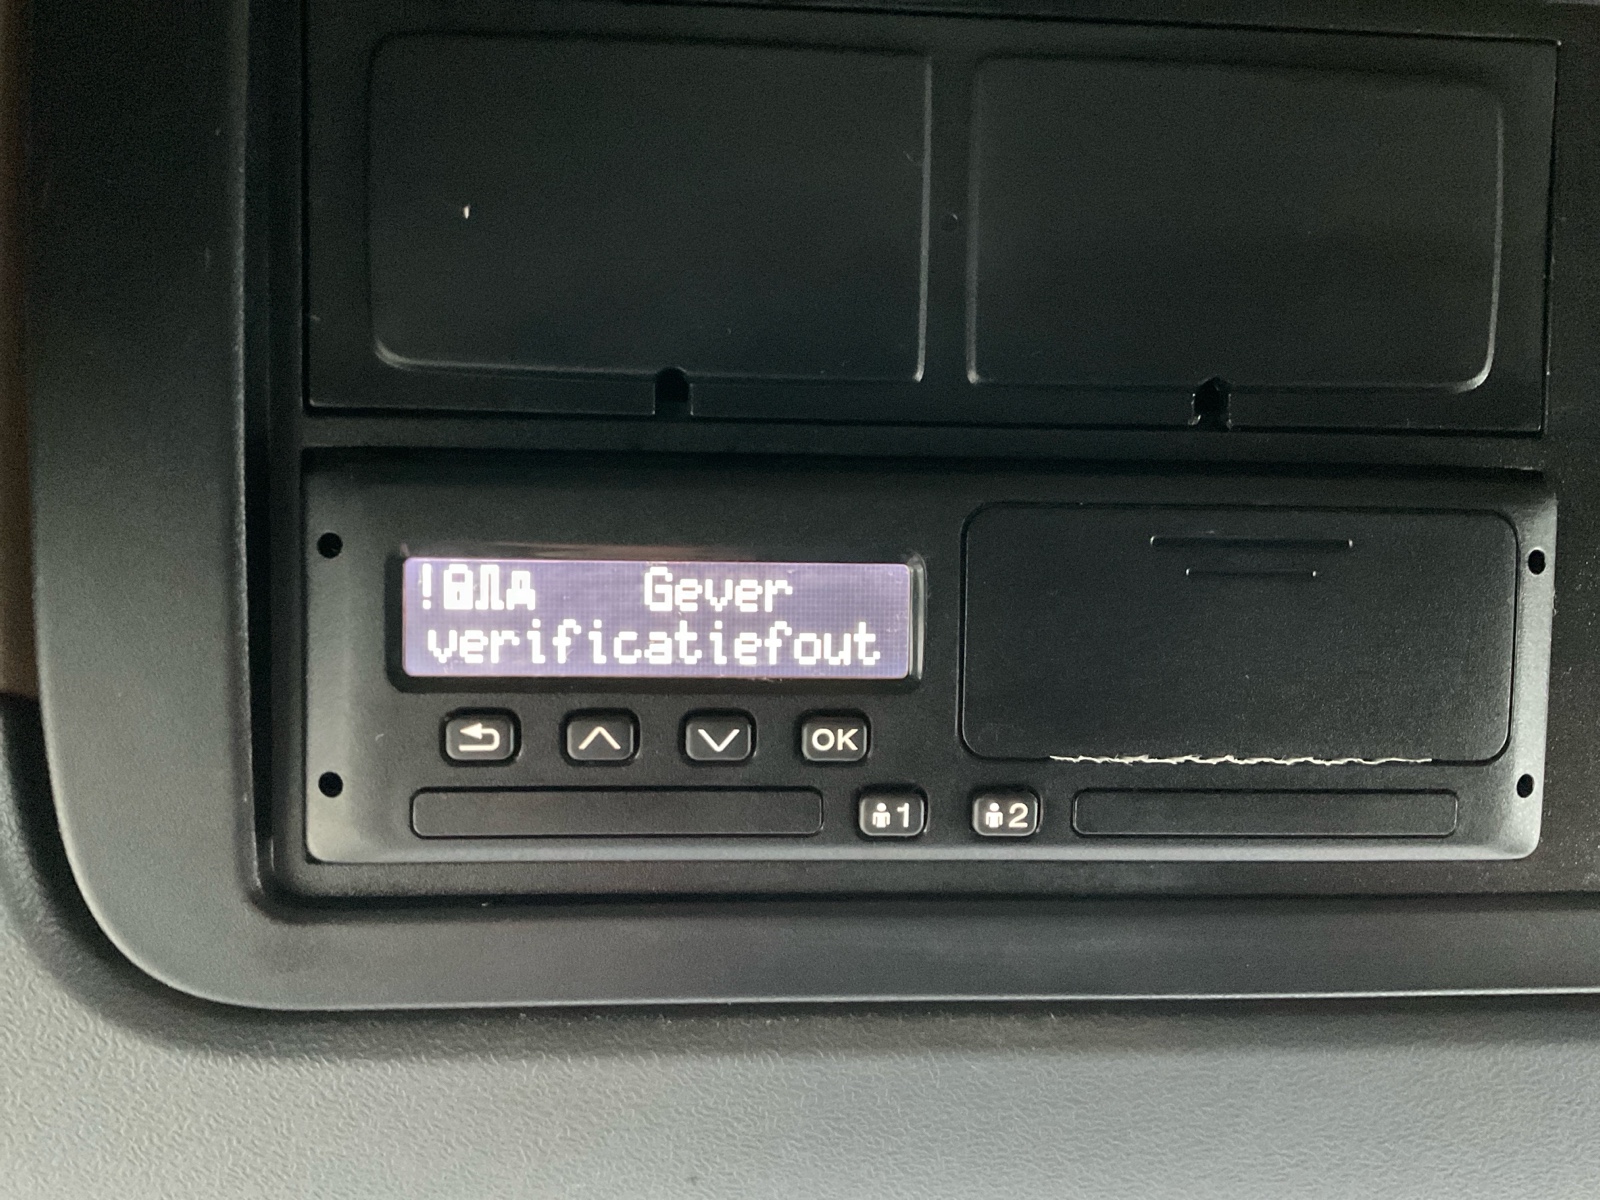 ! Gever
verificatiefout
OK
1 2